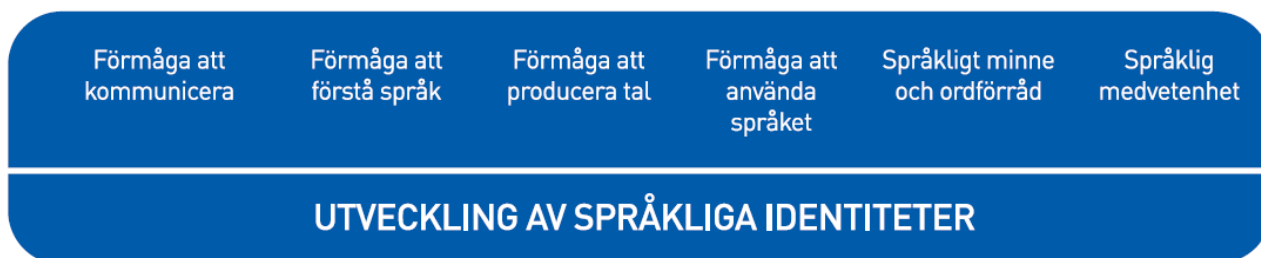 Förmåga att
kommunicera
Förmåga att
förstå språk
Förmåga att
producera tal
Förmåga att
använda
språket
Språkligt minne
och ordförråd
Språklig
medvetenhet
UTVECKLING AV SPRÅKLIGA IDENTITETER